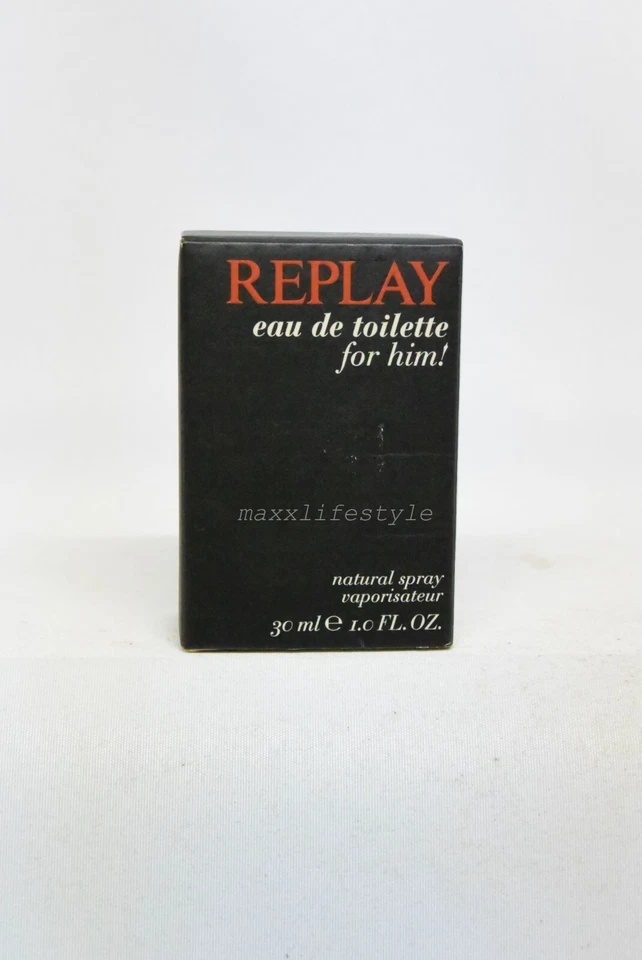 REPLAY
eau de toilette
for him!
maxxlifestyle
natural spray
vaporisateur
30 ml ℮ 1.0 FL. OZ.